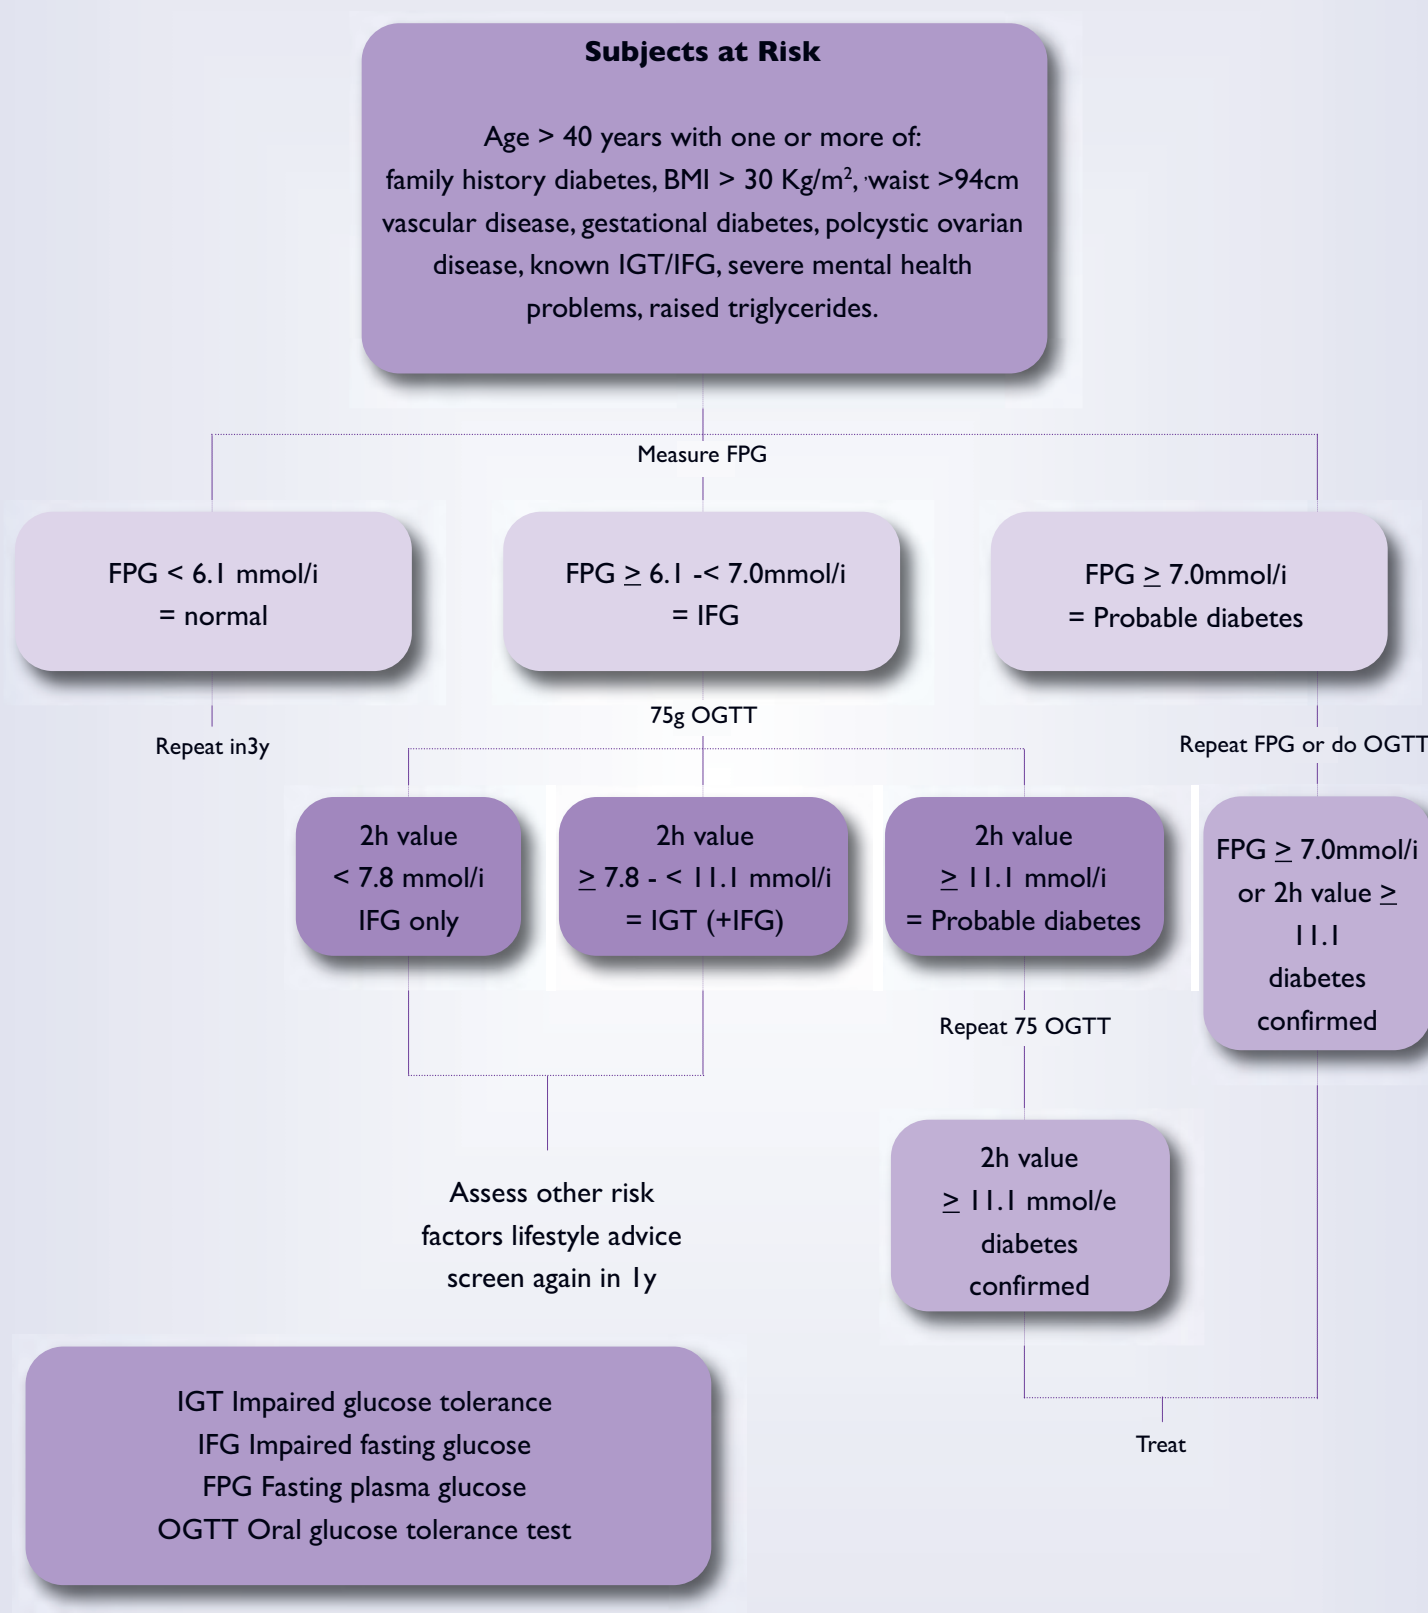 Subjects at Risk
Age > 40 years with one or more of:
family history diabetes, BMI > 30 Kg/m², waist >94cm
vascular disease, gestational diabetes, polcystic ovarian
disease, known IGT/IFG, severe mental health
problems, raised triglycerides.
Measure FPG
FPG < 6.1 mmol/i
= normal
FPG ≥ 6.1 -< 7.0mmol/i
= IFG
FPG ≥ 7.0mmol/i
= Probable diabetes
Repeat in3y
75g OGTT
Repeat FPG or do OGTT
2h value
< 7.8 mmol/i
IFG only
2h value
≥ 7.8 - < 11.1 mmol/i
= IGT (+IFG)
2h value
≥ 11.1 mmol/i
= Probable diabetes
FPG ≥ 7.0mmol/i
or 2h value ≥
11.1
diabetes
confirmed
Repeat 75 OGTT
2h value
≥ 11.1 mmol/e
diabetes
confirmed
Assess other risk
factors lifestyle advice
screen again in 1y
Treat
IGT Impaired glucose tolerance
IFG Impaired fasting glucose
FPG Fasting plasma glucose
OGTT Oral glucose tolerance test